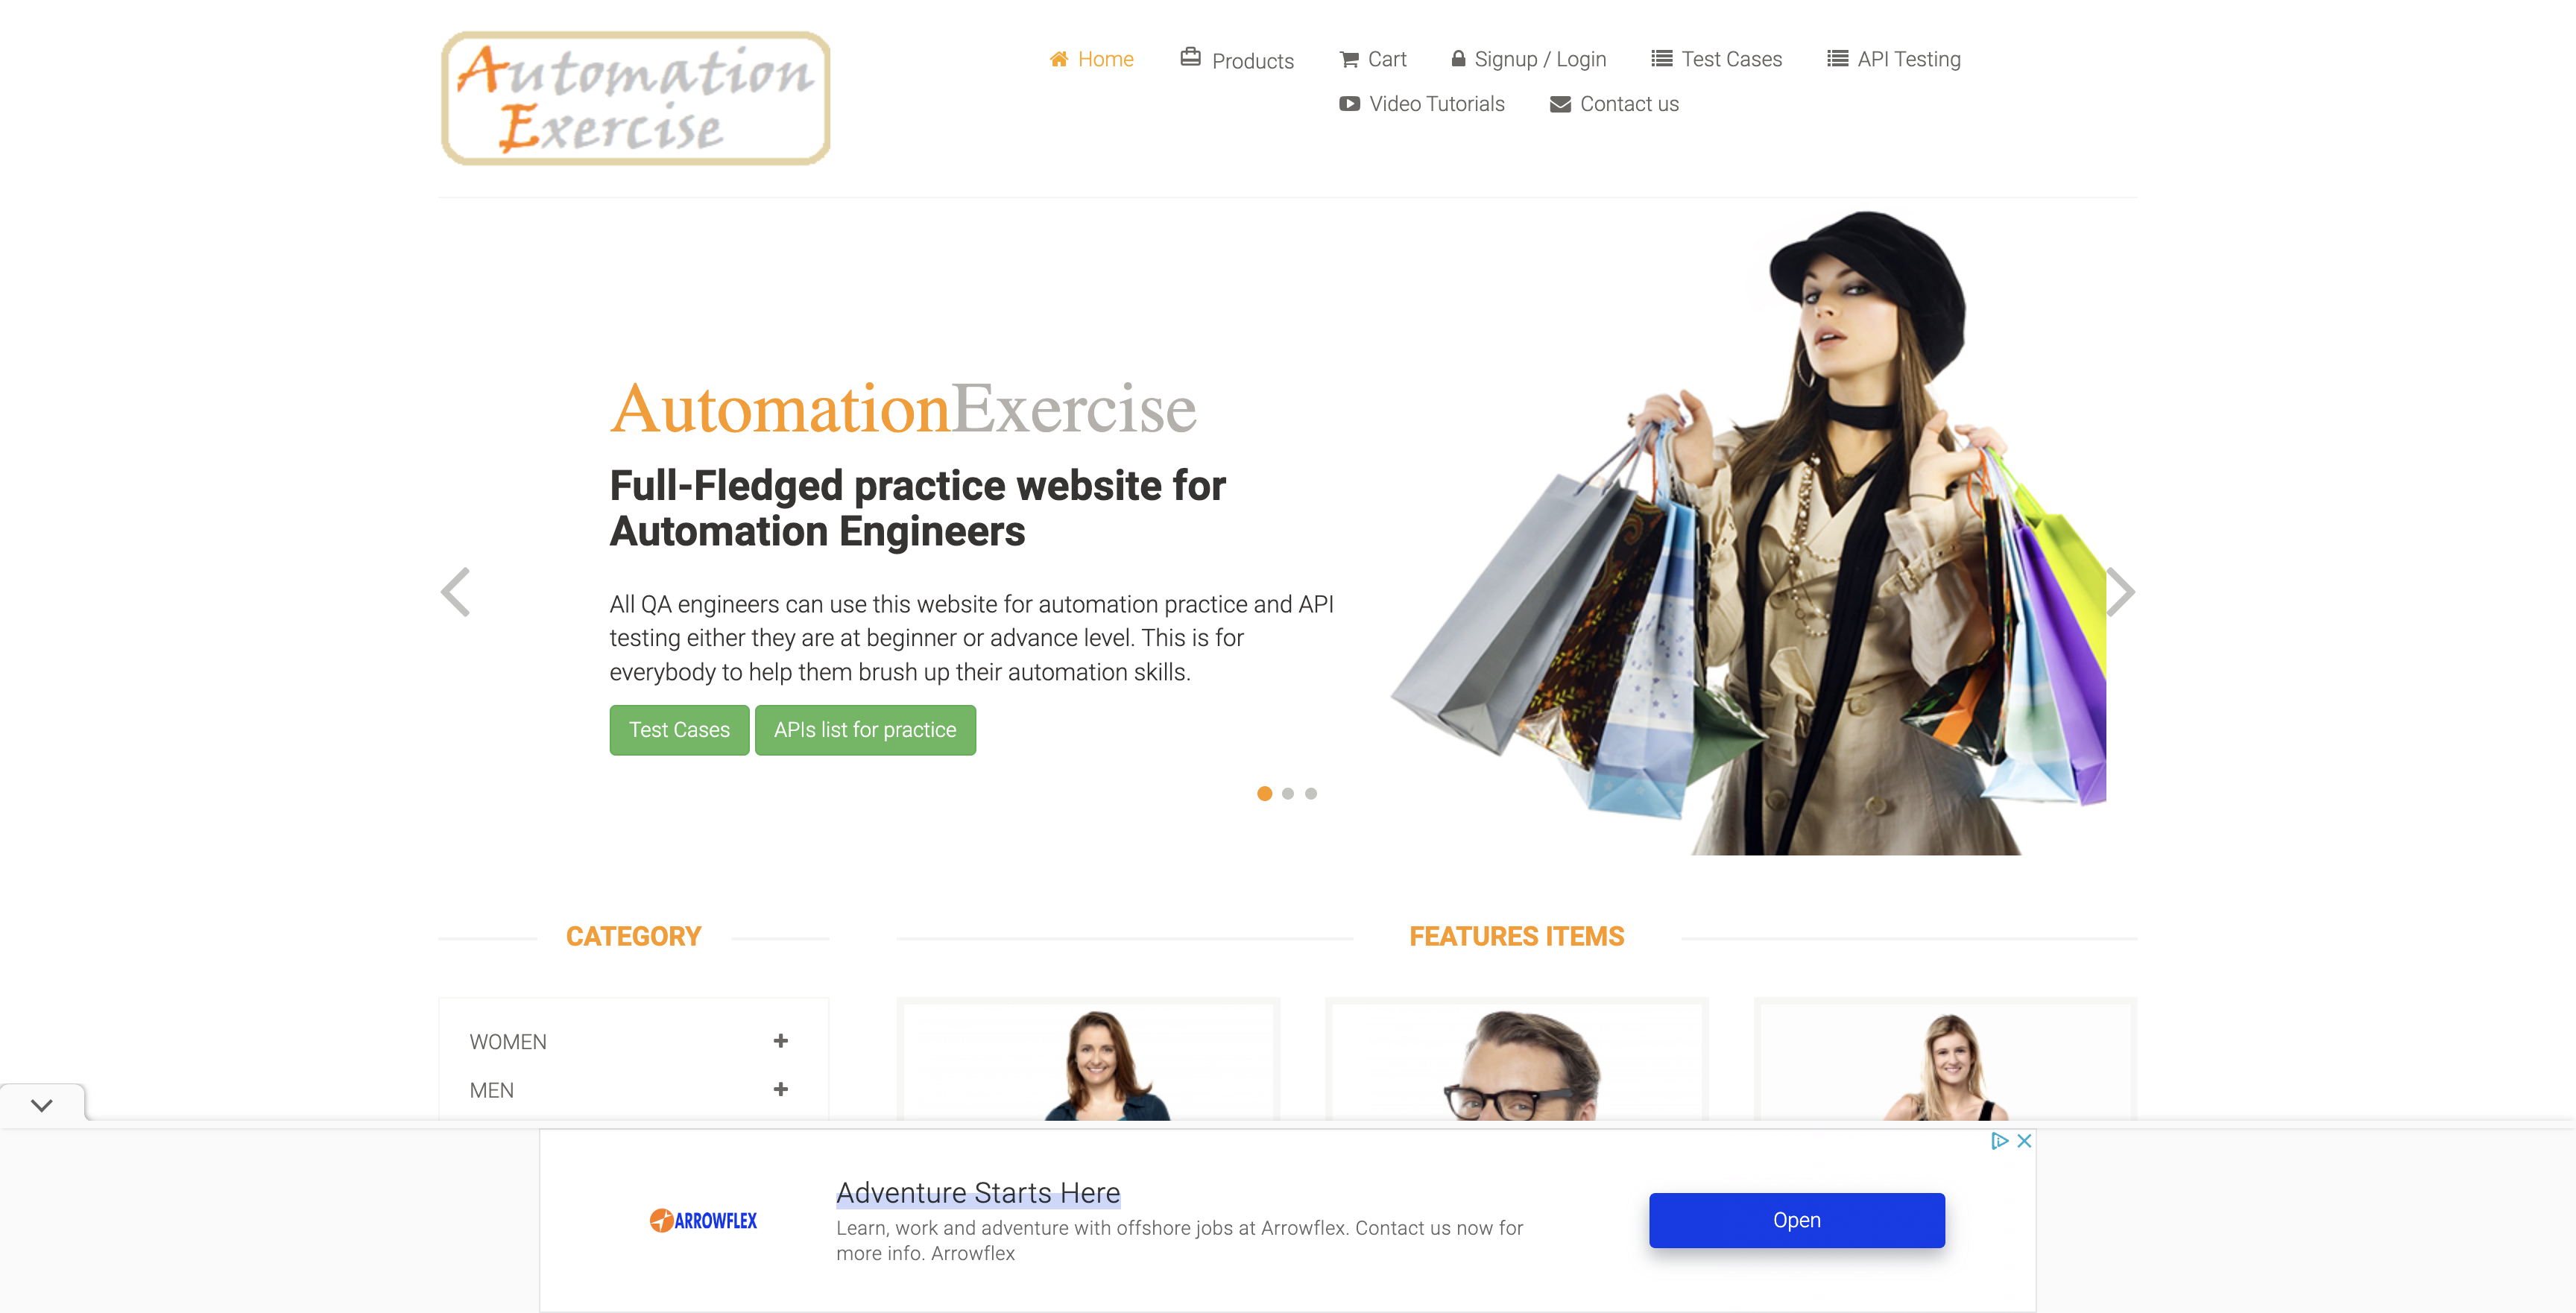 Automation
Exercise
Home
Products
Cart
Signup / Login
Test Cases
API Testing
Video Tutorials
Contact us
AutomationExercise
Full-Fledged practice website for
Automation Engineers
All QA engineers can use this website for automation practice and API
testing either they are at beginner or advance level. This is for
everybody to help them brush up their automation skills.
Test Cases
APIs list for practice
CATEGORY
FEATURES ITEMS
WOMEN
MEN
ARROWFLEX
Adventure Starts Here
Learn, work and adventure with offshore jobs at Arrowflex. Contact us now for
more info. Arrowflex
Open